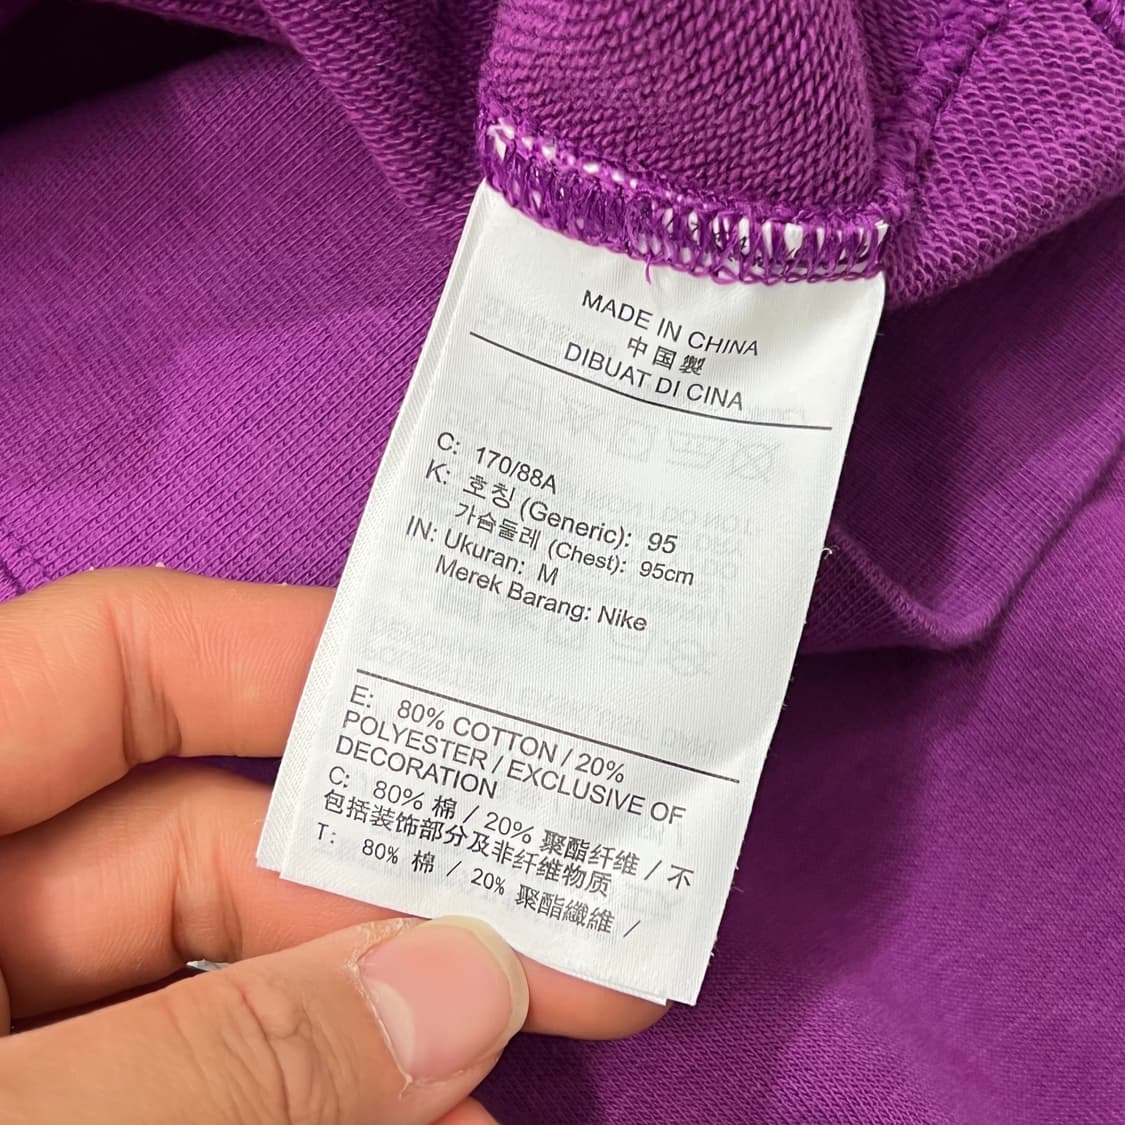 MADE IN CHINA
中国製
DIBUAT DI CINA
C: 170/88A
K: 호칭 (Generic): 95
가슴둘레 (Chest): 95cm
IN: Ukuran: M
Merek Barang: Nike
E: 80% COTTON / 20%
POLYESTER / EXCLUSIVE OF
DECORATION
C: 80% 棉 / 20% 聚酯纤维 / 不
包括装饰部分及非纤维物质
T: 80% 棉 / 20% 聚酯纖維 /